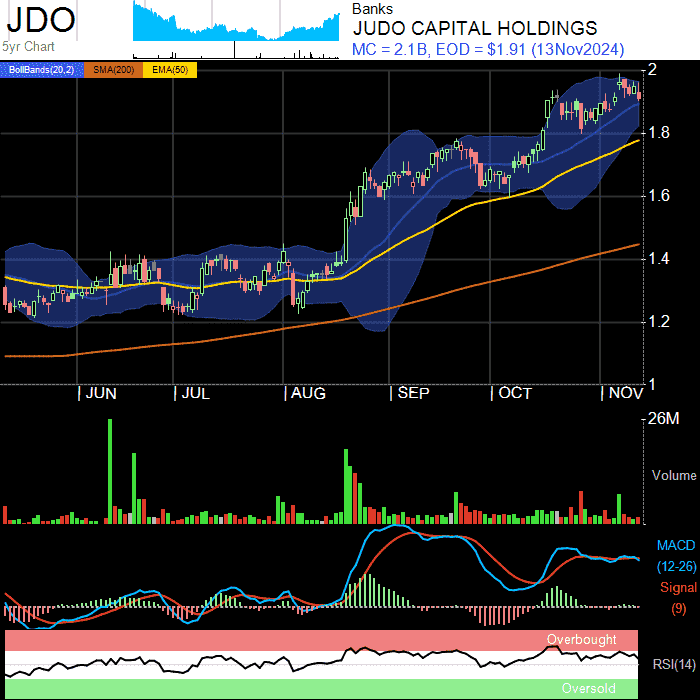 JDO
5yr Chart
Banks
JUDO CAPITAL HOLDINGS
MC = 2.1B, EOD = $1.91 (13Nov2024)
BollBands(20,2) SMA(200) EMA(50)
2
1.8
1.6
1.4
1.2
1
JUN JUL AUG SEP OCT NOV
26M
Volume
MACD
(12-26)
Signal
(9)
Overbought
RSI(14)
Oversold